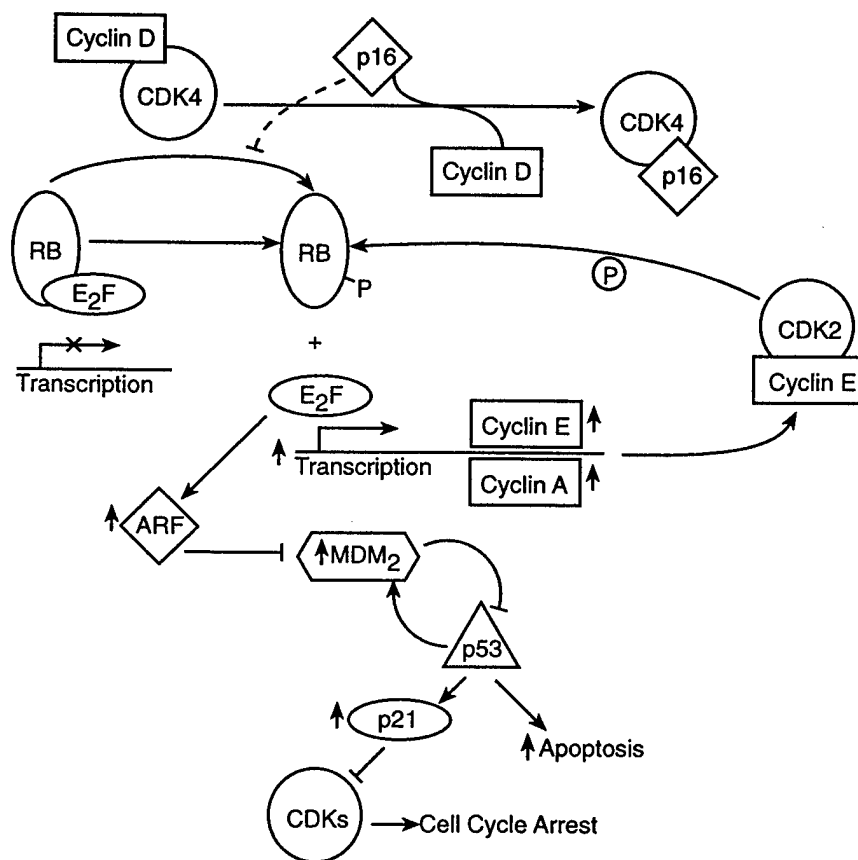 Cyclin D
CDK4
p16
Cyclin D
CDK4
p16
RB
E2F
RB
P
P
CDK2
Cyclin E
Transcription
+
E2F
Transcription
Cyclin E
Cyclin A
ARF
MDM2
p53
p21
Apoptosis
CDKs
Cell Cycle Arrest